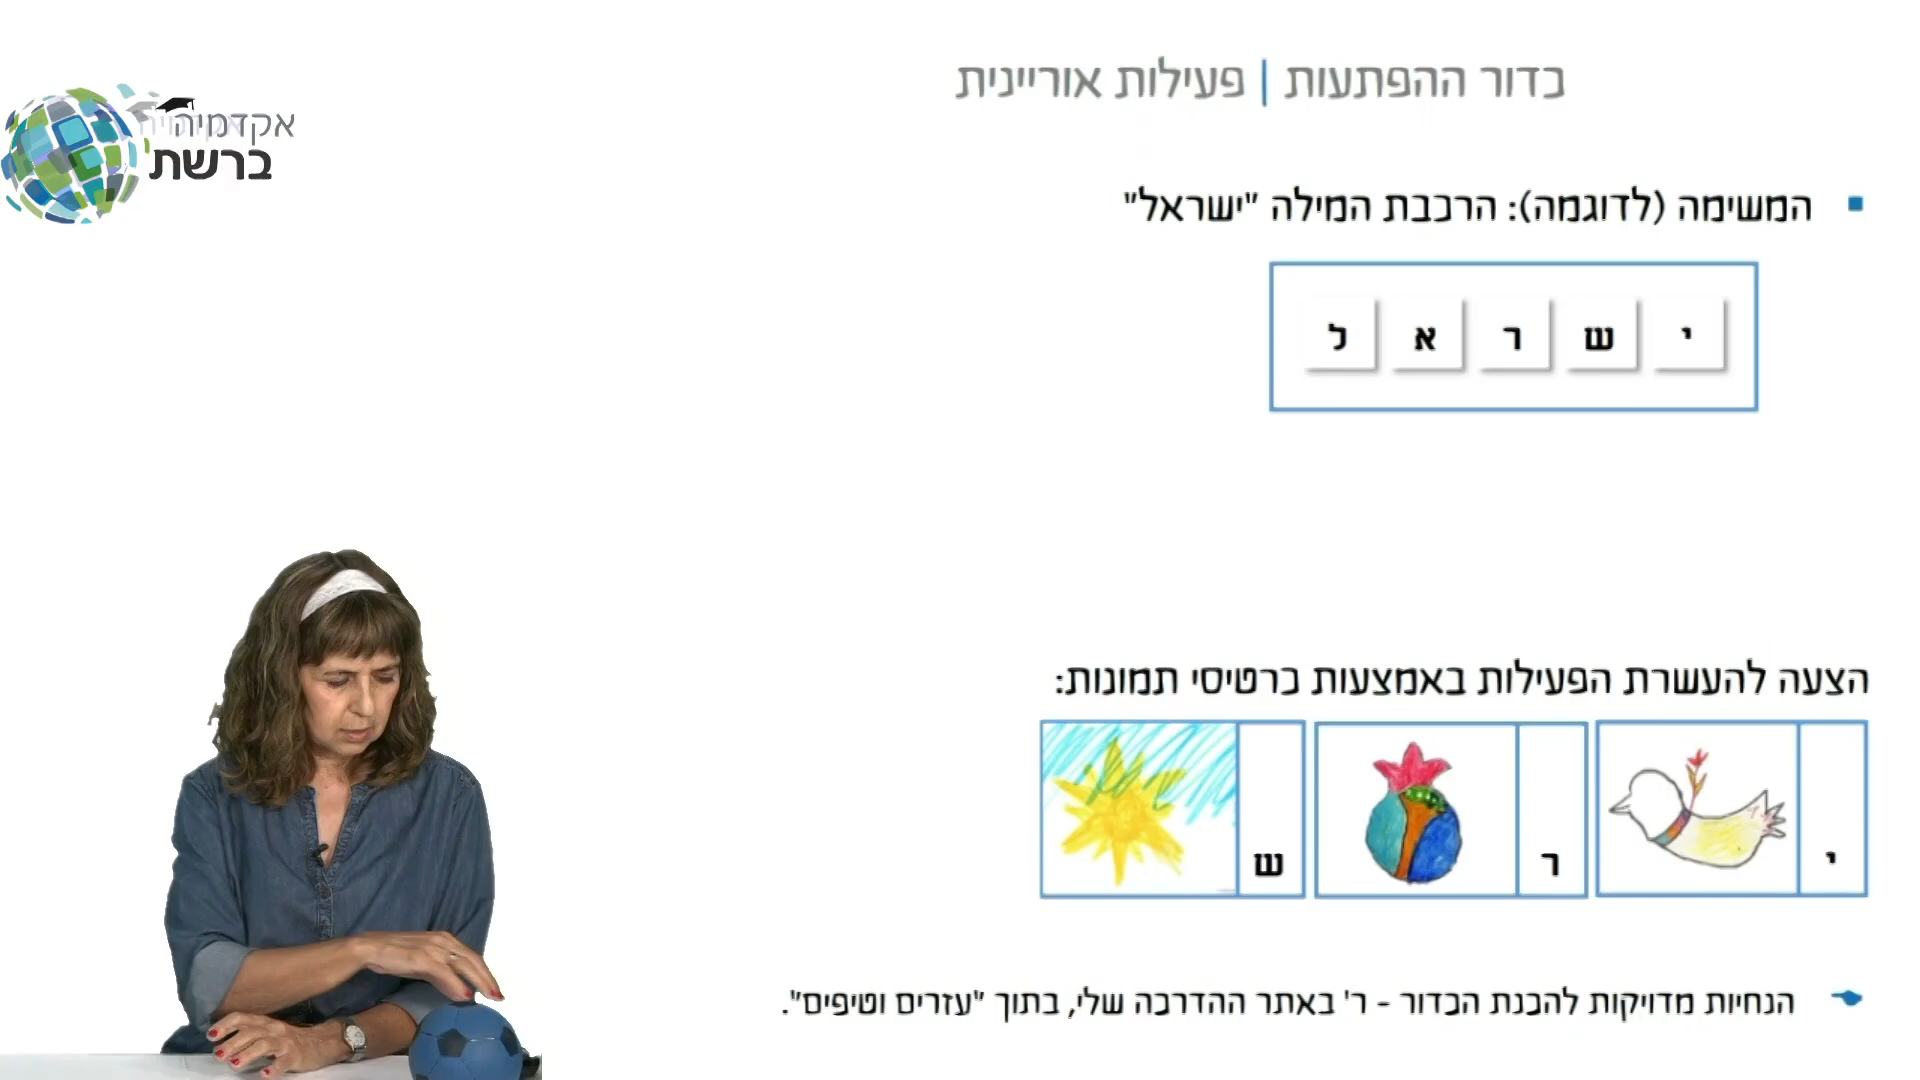 כדור ההפתעות | פעילות אוריינית
אקדמיה
ברשת
המשימה (לדוגמה): הרכבת המילה "ישראל"
י ש ר א ל
הצעה להעשרת הפעילות באמצעות כרטיסי תמונות:
י ר ש
הנחיות מדויקות להכנת הכדור - ר' באתר ההדרכה שלי, בתוך "עזרים וטיפים".